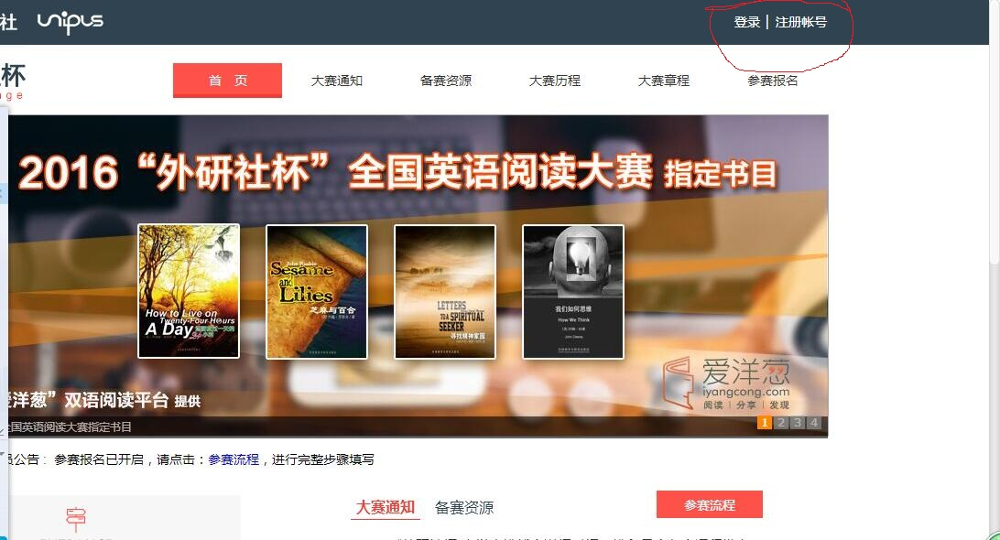 社 unipus
登录 | 注册帐号
杯
nge
首 页 大赛通知 备赛资源 大赛历程 大赛章程 参赛报名
2016“外研社杯”全国英语阅读大赛 指定书目
How to Live on
Twenty-Four Hours
A Day
John Ruskin
Sesame
and
Lilies
芝麻与百合
LETTERS
TO A SPIRITUAL
SEEKER
寻找精神家园
我们如何思维
How We Think
John Dewey
爱洋葱
iyangcong.com
阅读 | 分享 | 发现
爱洋葱”双语阅读平台 提供
全国英语阅读大赛指定书目
1 2 3 4
员公告： 参赛报名已开启，请点击：参赛流程，进行完整步骤填写
大赛通知 备赛资源 参赛流程